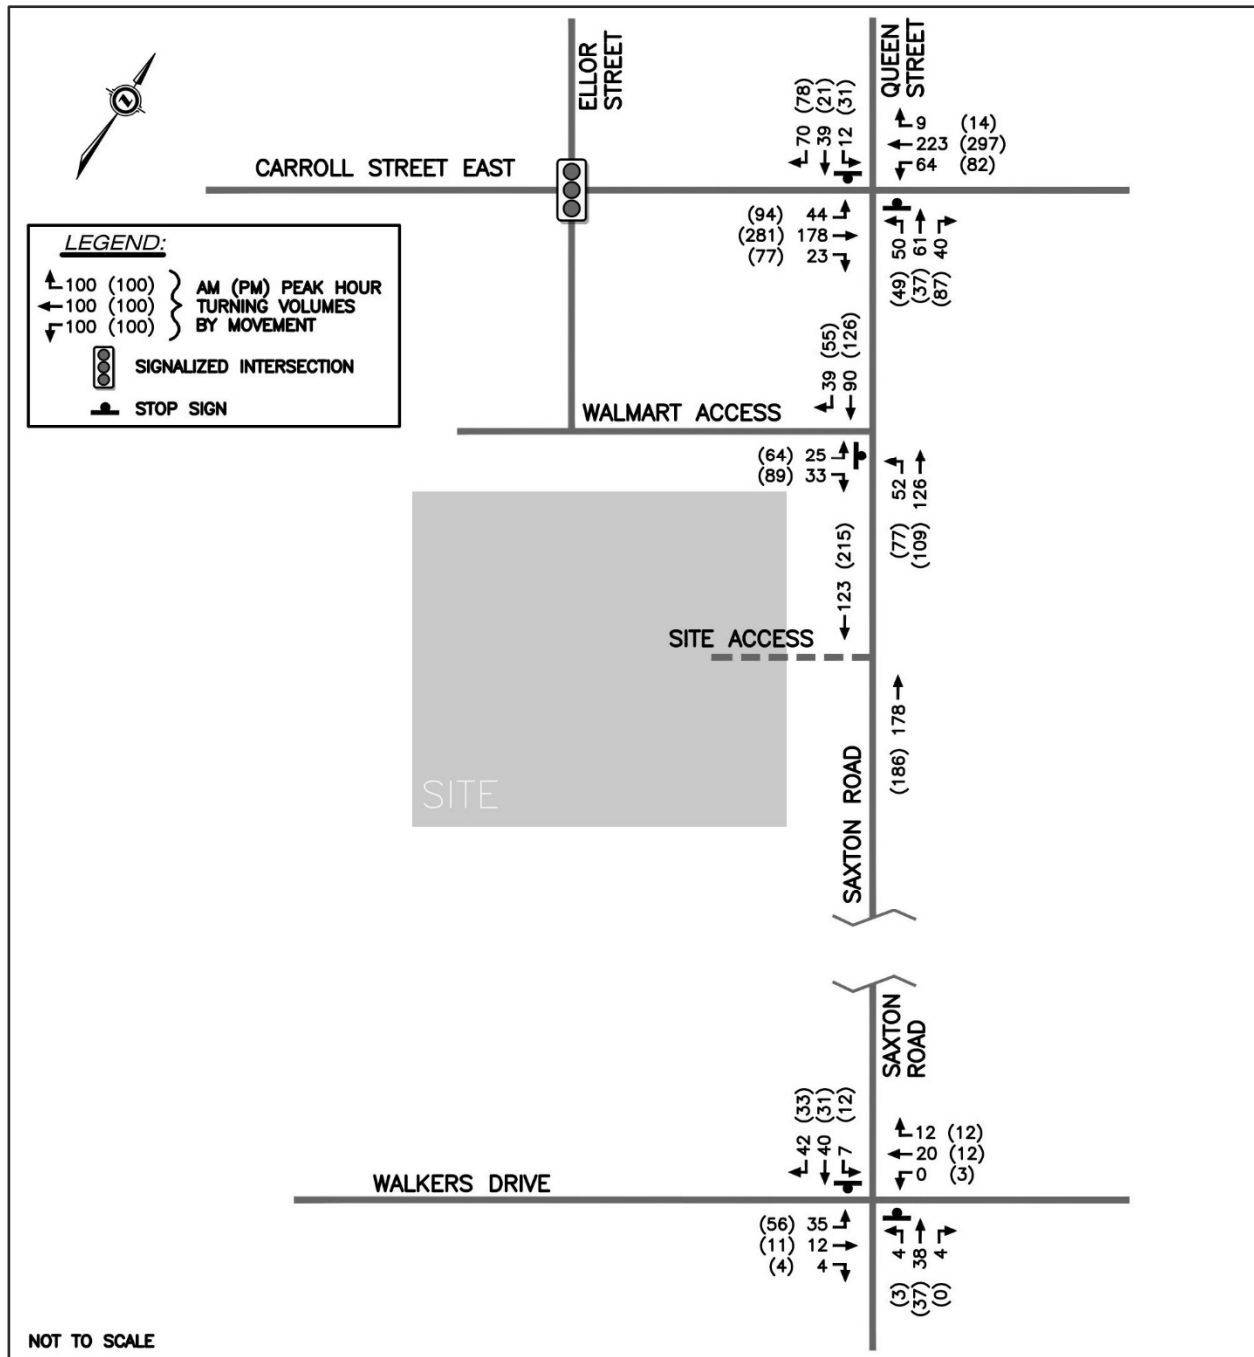 ELLOR
STREET
QUEEN
STREET
(78)
(21)
(31)
70
39
12
9 (14)
223 (297)
64 (82)
CARROLL STREET EAST
(94) 44
(281) 178
(77) 23
50
61
40
(49)
(37)
(87)
LEGEND:
100 (100)
100 (100)
100 (100)
AM (PM) PEAK HOUR
TURNING VOLUMES
BY MOVEMENT
SIGNALIZED INTERSECTION
STOP SIGN
39 (55)
90 (126)
WALMART ACCESS
(64) 25
(89) 33
52
126
(77)
(109)
123 (215)
SITE ACCESS
(186) 178
SITE
SAXTON ROAD
SAXTON
ROAD
(33)
(31)
(12)
42
40
7
12 (12)
20 (12)
0 (3)
WALKERS DRIVE
(56) 35
(11) 12
(4) 4
4
38
4
(3)
(37)
(0)
NOT TO SCALE
Z